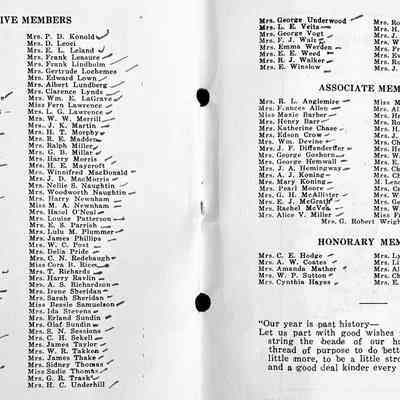 IVE MEMBERS
Mrs. P. D. Konold
Mrs. D. Leoci
Mrs. E. L. Leland
Mrs. Frank Leasure
Mrs. Frank Lindholm
Mrs. Gertrude Lochemes
Mrs. Edward Lown
Mrs. Albert Lundberg
Mrs. Clarence Lynds
Mrs. Wm. E. LaGrave
Miss Fern Lawrence
Mrs. L. G. Lawrence
Mrs. W. W. Merrill
Mrs. J. K. Martin
Mrs. H. T. Morphy
Mrs. R. E. Madden
Mrs. Ralph Miller
Mrs. G. B. Millar
Mrs. Harry Morris
Mrs. H. E. Maycroft
Mrs. Winnifred MacDonald
Mrs. J. D. MacMorris
Mrs. Nellie S. Naughtin
Mrs. Woodworth Naughtin
Mrs. Harry Newnham
Mrs. M. A. Newnham
Mrs. Hazel O'Neal
Mrs. Louise Patterson
Mrs. E. S. Parrish
Mrs. Lulu M. Plummer
Mrs. James Phillips
Mrs. W. C. Post
Mrs. Delia Pride
Mrs. C. N. Redebaugh
Miss Cora B. Rice
Mrs. T. Richards
Mrs. Harry Ravlin
Mrs. A. S. Richardson
Mrs. Irene Sheridan
Mrs. Sarah Sheridan
Miss Bessie Samuelson
Mrs. Ida Stevens
Mrs. Erland Sundin
Mrs. Olaf Sundin
Mrs. S. N. Sessions
Mrs. C. H. Sekell
Mrs. James Taylor
Mrs. W. R. Takken
Mrs. James Thake
Mrs. Sidney Thomas
Miss Sadie Thomas
Mrs. G. R. Trask
Mrs. H. C. Underhill
Mrs. George Underwood
Mrs. L. E. Veits
Mrs. George Vogt
Mrs. F. J. Walt
Mrs. Emma Werden
Mrs. E. E. Weed
Mrs. R. J. Walker
Mrs. E. Winslow
ASSOCIATE MEM
Mrs. R. L. Anglemire
Mrs. Frances Allen
Miss Mazie Barber
Mrs. Henry Barr
Mrs. Katherine Chase
Mrs. Edson Crow
Mrs. Wm. Devine
Mrs. J. F. Diffenderffer
Mrs. George Goshorn
Mrs. George Hemwall
Mrs. J. A. Hemming
Mrs. A. J. Koning
Mrs. Mary Koning
Mrs. Pearl Moore
Mrs. G. H. McAllister
Mrs. E. J. McGrath
Mrs. Rachel McVea
Mrs. Alice V. Miller
Mrs. G. Robert Wrigh
HONORARY MEM
Mrs. C. E. Hodge
Mrs. A. W. Coates
Mrs. Amanda Mather
Mrs. W. P. Sutton
Mrs. Cynthia Hayes
"Our year is past history—
Let us part with good wishes
string the beads of our
thread of purpose to do bett
little more, to be a little stro
and a good deal kinder every